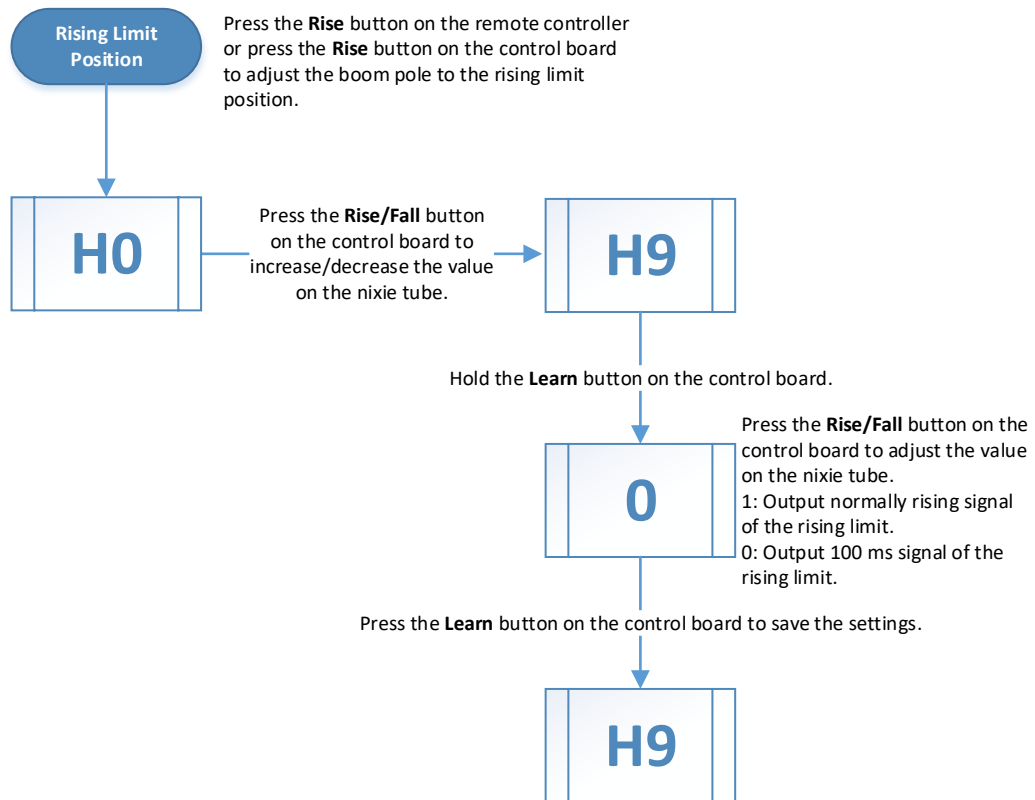 Rising Limit
Position
Press the Rise button on the remote controller
or press the Rise button on the control board
to adjust the boom pole to the rising limit
position.
H0
Press the Rise/Fall button
on the control board to
increase/decrease the value
on the nixie tube.
H9
Hold the Learn button on the control board.
0
Press the Rise/Fall button on the
control board to adjust the value
on the nixie tube.
1: Output normally rising signal
of the rising limit.
0: Output 100 ms signal of the
rising limit.
Press the Learn button on the control board to save the settings.
H9